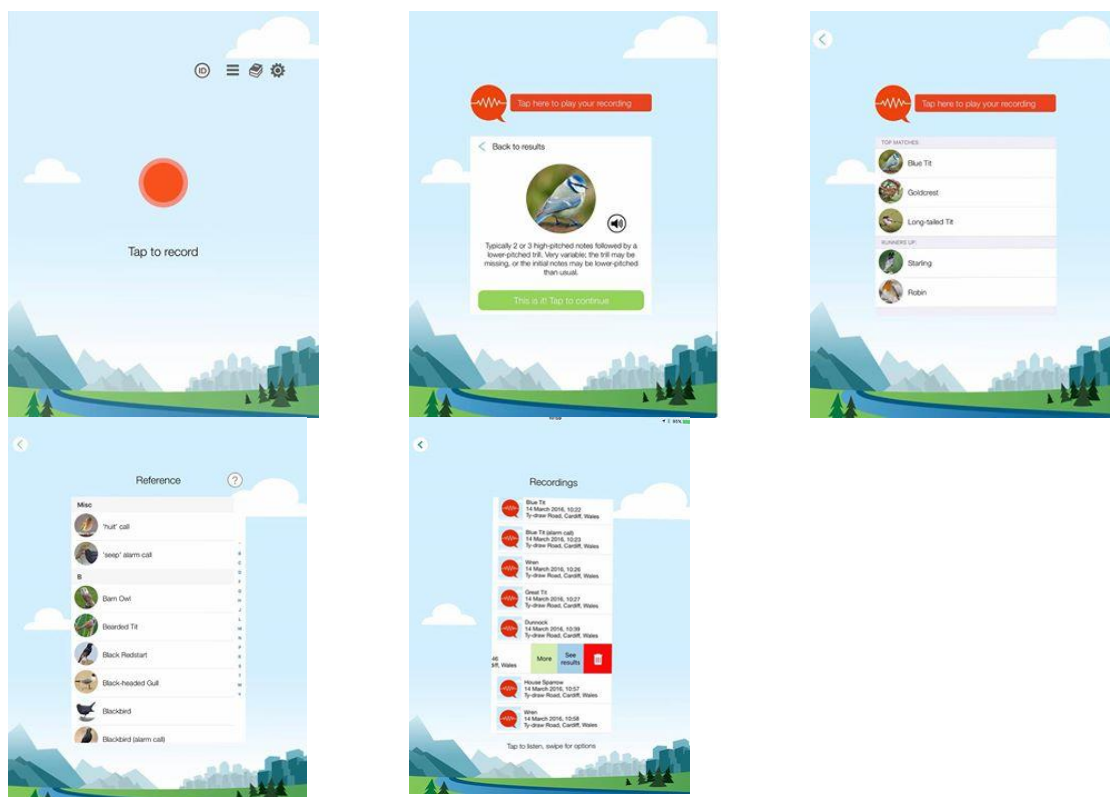 ID
Tap to record
Tap here to play your recording
Back to results
Typically 2 or 3 high-pitched notes followed by a
lower-pitched trill. Very variable; the trill may be
missing, or the initial notes may be lower-pitched
than usual.
This is it! Tap to continue
Tap here to play your recording
TOP MATCHES
Blue Tit
Goldcrest
Long-tailed Tit
RUNNERS UP
Starling
Robin
Reference
?
Misc
'huit' call
'seep' alarm call
B
Barn Owl
Bearded Tit
Black Redstart
Black-headed Gull
Blackbird
Blackbird (alarm call)
Recordings
Blue Tit
14 March 2016, 10:22
Ty-draw Road, Cardiff, Wales
Blue Tit (alarm call)
14 March 2016, 10:23
Ty-draw Road, Cardiff, Wales
Wren
14 March 2016, 10:26
Ty-draw Road, Cardiff, Wales
Great Tit
14 March 2016, 10:27
Ty-draw Road, Cardiff, Wales
Dunnock
14 March 2016, 10:39
Ty-draw Road, Cardiff, Wales
:46
diff, Wales
More
See
results
House Sparrow
14 March 2016, 10:57
Ty-draw Road, Cardiff, Wales
Wren
14 March 2016, 10:58
Ty-draw Road, Cardiff, Wales
Tap to listen, swipe for options